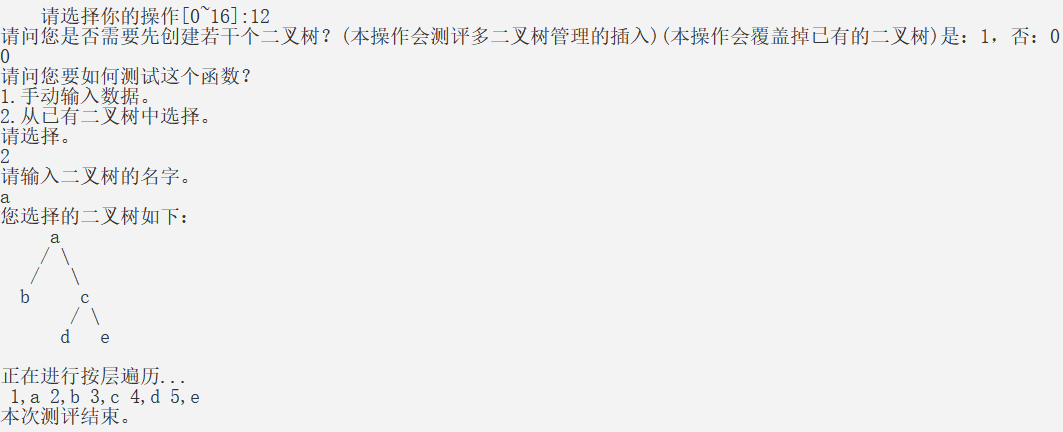 请选择你的操作[0~16]:12
请问您是否需要先创建若干个二叉树? (本操作会测评多二叉树管理的插入)(本操作会覆盖掉已有的二叉树)是: 1, 否: 0
0
请问您要如何测试这个函数?
1.手动输入数据。
2.从已有二叉树中选择。
请选择。
2
请输入二叉树的名字。
a
您选择的二叉树如下:
a
/ \
/ \
b c
/ \
d e
正在进行按层遍历...
1,a 2,b 3,c 4,d 5,e
本次测评结束。